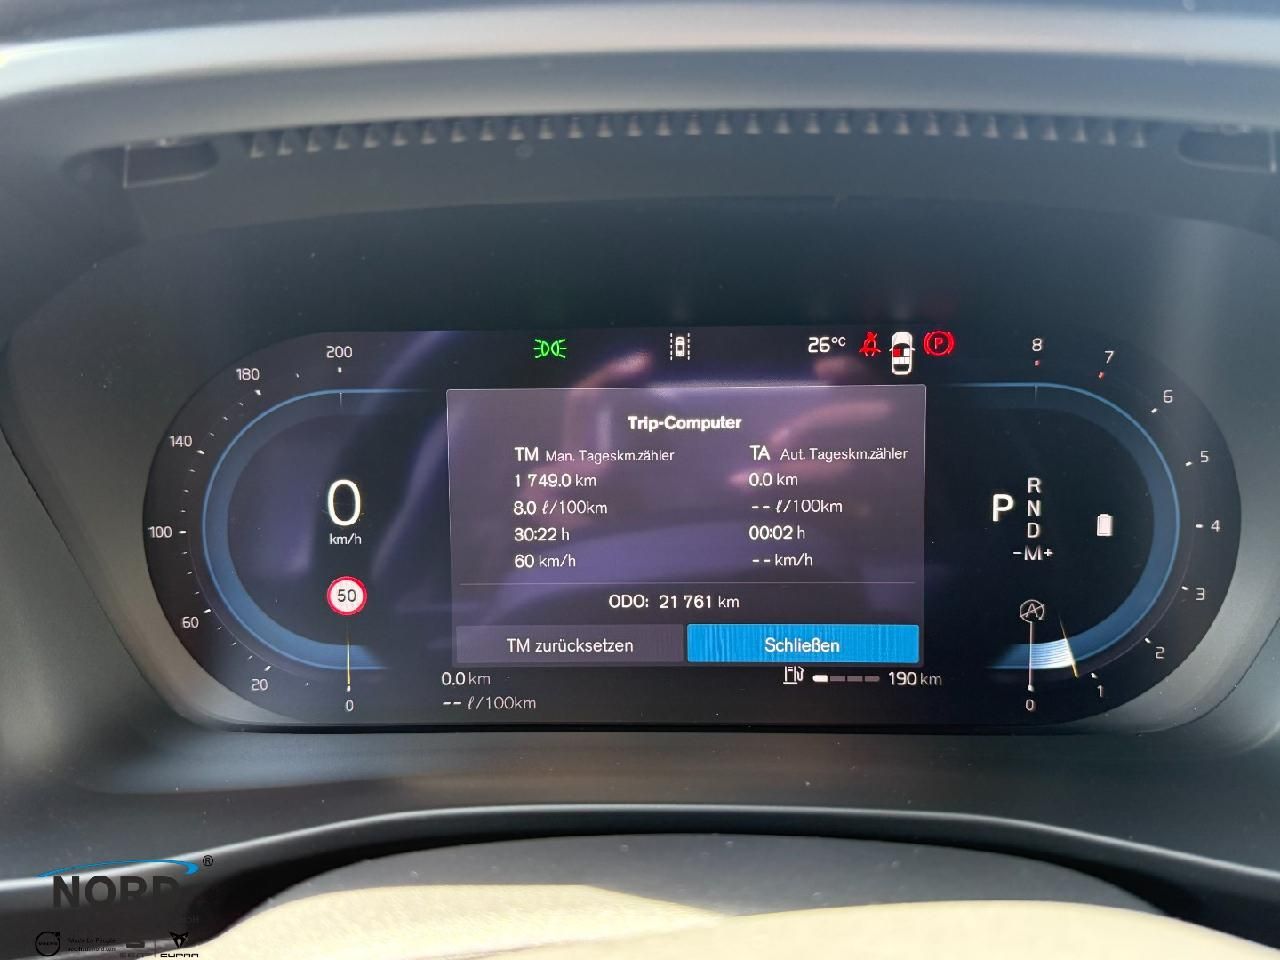 200
180
140
100
60
20
0
0
km/h
50
26°C
P
8
7
6
5
4
3
2
1
0
P
R
N
D
-M+
A
Trip-Computer
TM Man. Tageskm.zähler
1 749.0 km
8.0 ℓ/100km
30:22 h
60 km/h
TA Aut. Tageskm.zähler
0.0 km
-- ℓ/100km
00:02 h
-- km/h
ODO: 21 761 km
TM zurücksetzen
Schließen
0.0 km
-- ℓ/100km
190 km
NORD ®
VOLVO
CUPRA